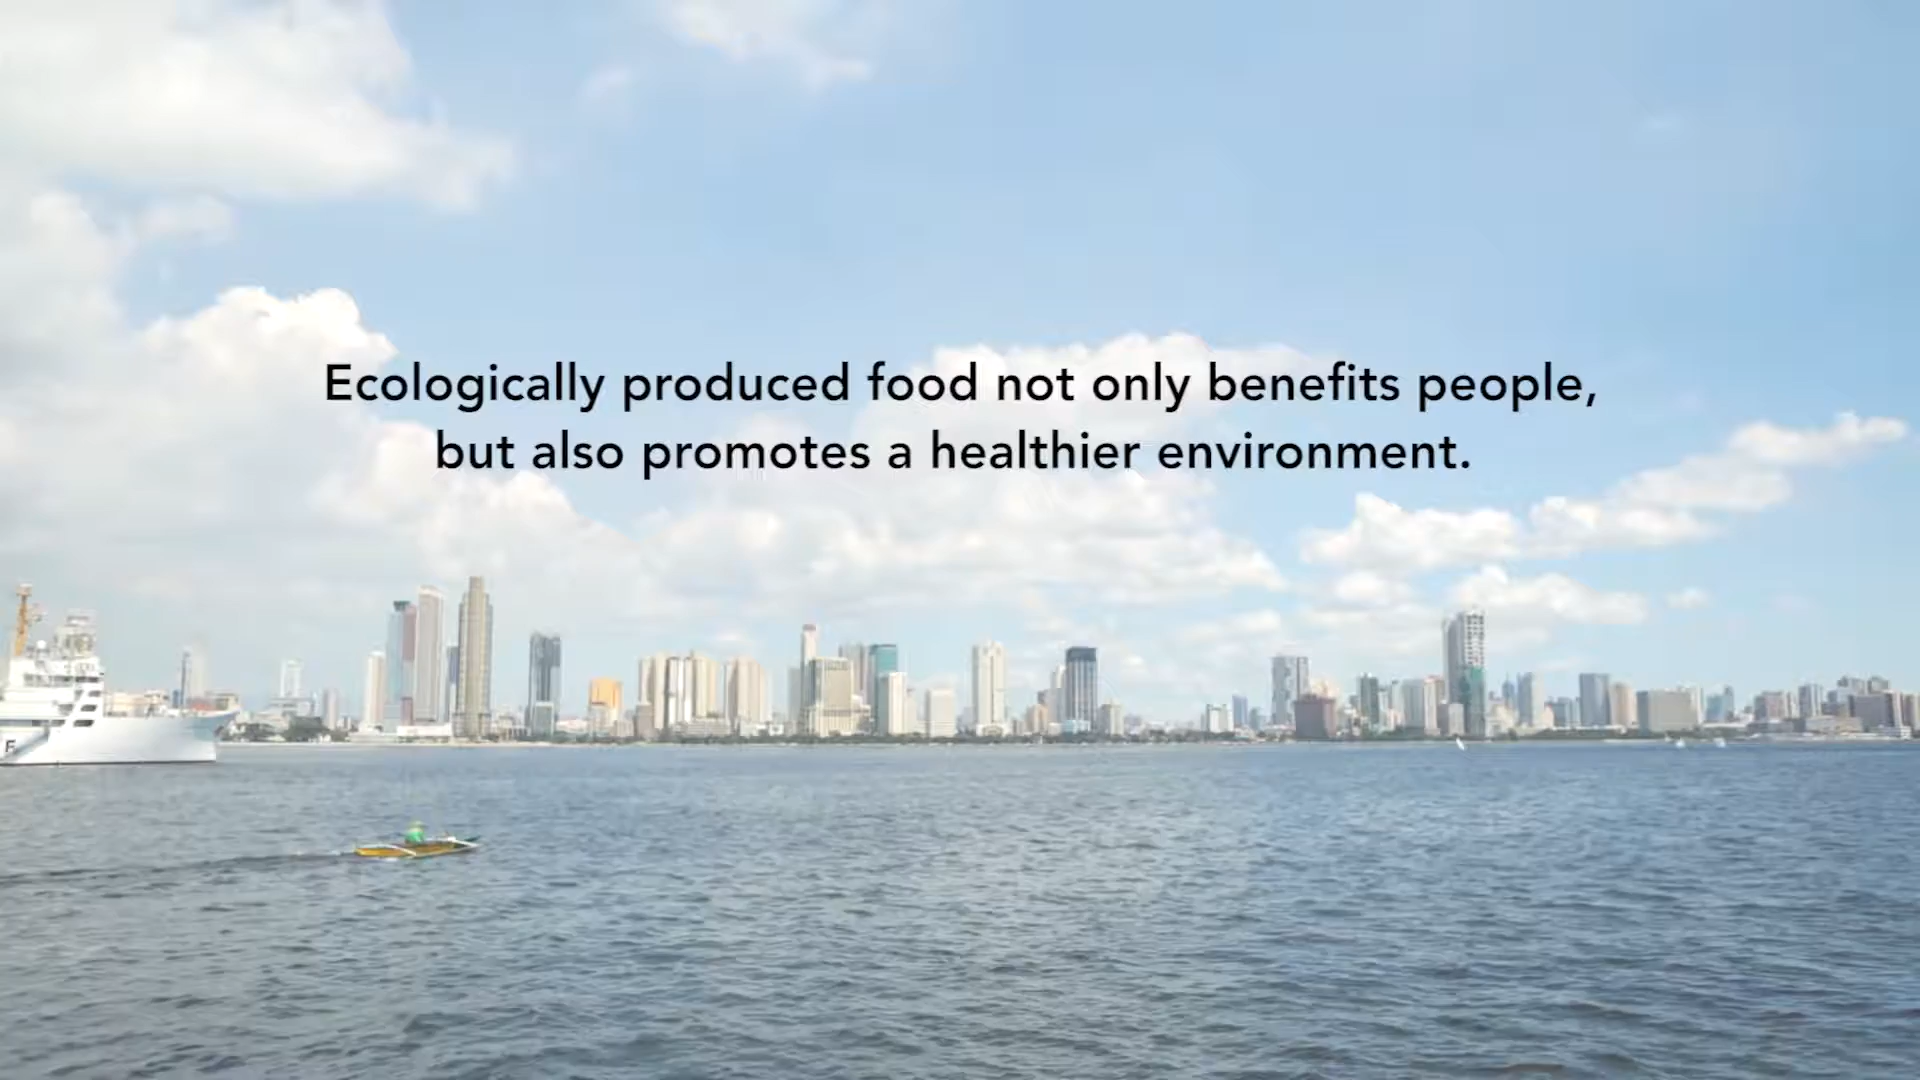 Ecologically produced food not only benefits people,
but also promotes a healthier environment.